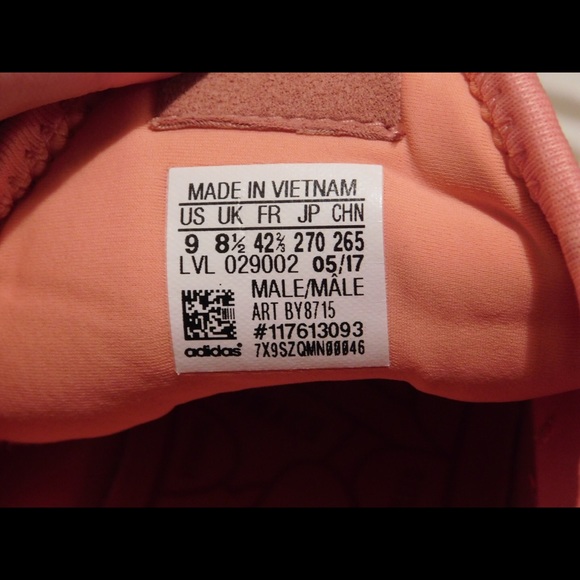 MADE IN VIETNAM
US UK FR JP CHN
9 8½ 42⅔ 270 265
LVL 029002 05/17
MALE/MÂLE
ART BY8715
#117613093
adidas® 7X9SZQMN00046